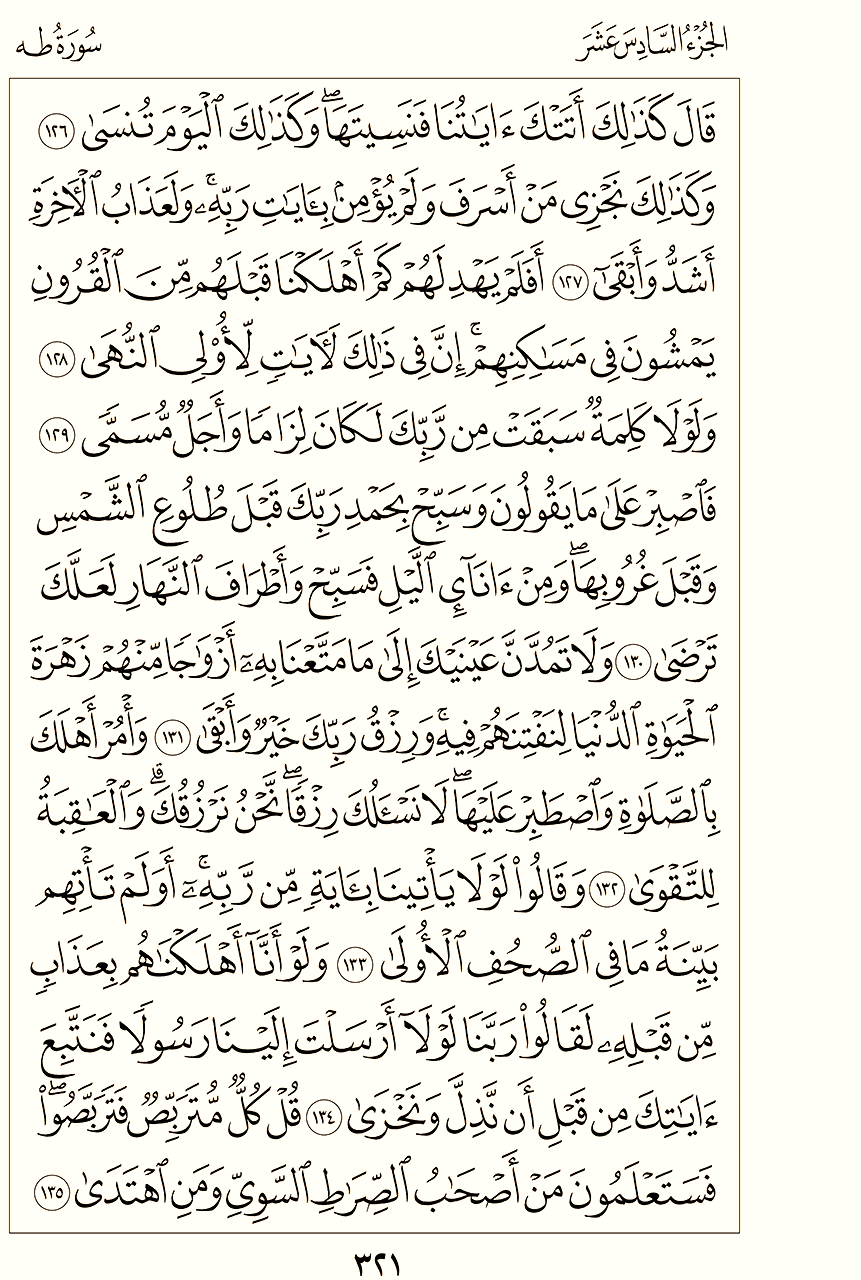 الجُزْءُ السَّادِسَ عَشَرَ
سُورَةُ طه
قَالَ كَذَٰلِكَ أَتَتْكَ ءَايَٰتُنَا فَنَسِيتَهَاۖ وَكَذَٰلِكَ ٱلْيَوْمَ تُنسَىٰ ١٢٦
وَكَذَٰلِكَ نَجْزِى مَنْ أَسْرَفَ وَلَمْ يُؤْمِنۢ بِـَٔايَٰتِ رَبِّهِۦۚ وَلَعَذَابُ ٱلْأَخِرَةِ
أَشَدُّ وَأَبْقَىٰٓ ١٢٧ أَفَلَمْ يَهْدِ لَهُمْ كَمْ أَهْلَكْنَا قَبْلَهُم مِّنَ ٱلْقُرُونِ
يَمْشُونَ فِى مَسَٰكِنِهِمْۚ إِنَّ فِى ذَٰلِكَ لَأٓيَٰتٍ لِّأُو۟لِى ٱلنُّهَىٰ ١٢٨
وَلَوْلَا كَلِمَةٌ سَبَقَتْ مِن رَّبِّكَ لَكَانَ لِزَامًا وَأَجَلٌ مُّسَمًّى ١٢٩
فَٱصْبِرْ عَلَىٰ مَا يَقُولُونَ وَسَبِّحْ بِحَمْدِ رَبِّكَ قَبْلَ طُلُوعِ ٱلشَّمْسِ
وَقَبْلَ غُرُوبِهَاۖ وَمِنْ ءَانَآئِ ٱلَّيْلِ فَسَبِّحْ وَأَطْرَافَ ٱلنَّهَارِ لَعَلَّكَ
تَرْضَىٰ ١٣٠ وَلَا تَمُدَّنَّ عَيْنَيْكَ إِلَىٰ مَا مَتَّعْنَا بِهِۦٓ أَزْوَٰجًا مِّنْهُمْ زَهْرَةَ
ٱلْحَيَوٰةِ ٱلدُّنْيَا لِنَفْتِنَهُمْ فِيهِۚ وَرِزْقُ رَبِّكَ خَيْرٌ وَأَبْقَىٰ ١٣١ وَأْمُرْ أَهْلَكَ
بِٱلصَّلَوٰةِ وَٱصْطَبِرْ عَلَيْهَاۖ لَا نَسْـَٔلُكَ رِزْقًاۖ نَّحْنُ نَرْزُقُكَۗ وَٱلْعَٰقِبَةُ
لِلتَّقْوَىٰ ١٣٢ وَقَالُوا۟ لَوْلَا يَأْتِينَا بِـَٔايَةٍ مِّن رَّبِّهِۦٓۚ أَوَلَمْ تَأْتِهِم
بَيِّنَةُ مَا فِى ٱلصُّحُفِ ٱلْأُولَىٰ ١٣٣ وَلَوْ أَنَّآ أَهْلَكْنَٰهُم بِعَذَابٍ
مِّن قَبْلِهِۦ لَقَالُوا۟ رَبَّنَا لَوْلَآ أَرْسَلْتَ إِلَيْنَا رَسُولًا فَنَتَّبِعَ
ءَايَٰتِكَ مِن قَبْلِ أَن نَّذِلَّ وَنَخْزَىٰ ١٣٤ قُلْ كُلٌّ مُّتَرَبِّصٌ فَتَرَبَّصُوا۟ۖ
فَسَتَعْلَمُونَ مَنْ أَصْحَٰبُ ٱلصِّرَٰطِ ٱلسَّوِىِّ وَمَنِ ٱهْتَدَىٰ ١٣٥
٣٢١